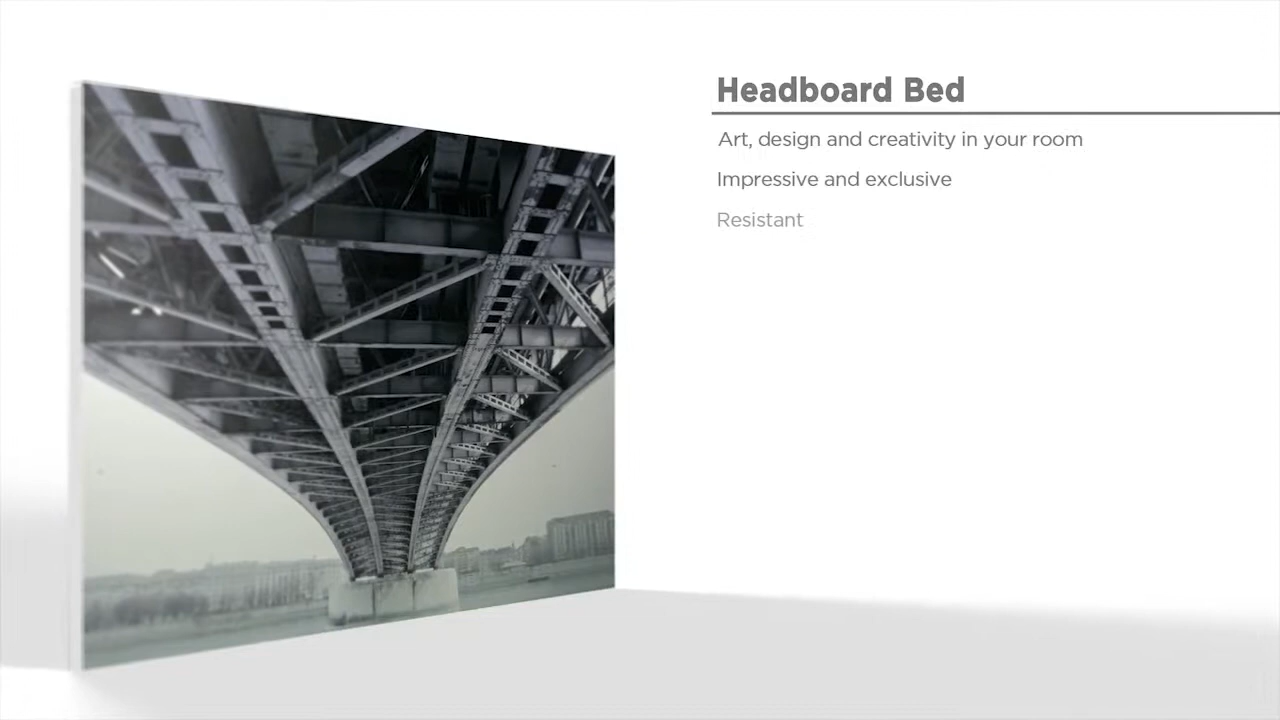 Headboard Bed
Art, design and creativity in your room
Impressive and exclusive
Resistant